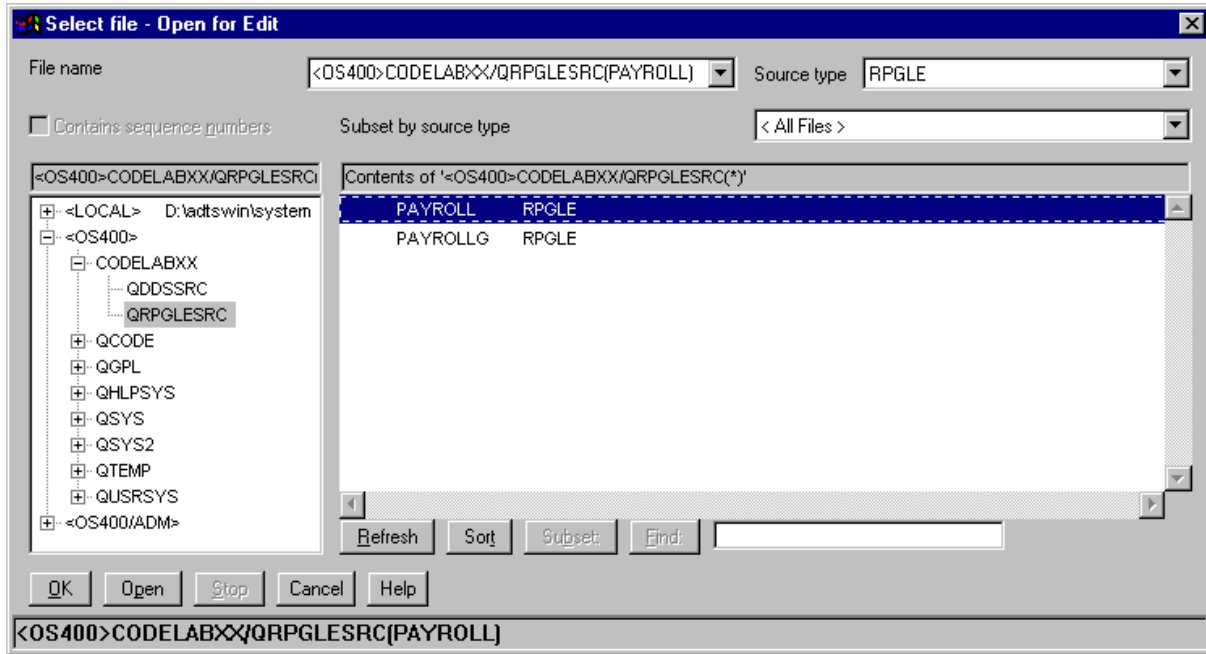 Select file - Open for Edit
File name
<OS400>CODELABXX/QRPGLESRC(PAYROLL)
Source type
RPGLE
Contains sequence numbers
Subset by source type
< All Files >
<OS400>CODELABXX/QRPGLESRC(
Contents of '<OS400>CODELABXX/QRPGLESRC(*)'
<LOCAL> D:\adtswin\system
<OS400>
CODELABXX
QDDSSRC
QRPGLESRC
QCODE
QGPL
QHLPSYS
QSYS
QSYS2
QTEMP
QUSRSYS
<OS400/ADM>
PAYROLL RPGLE
PAYROLLG RPGLE
Refresh Sort Subset: Find:
OK Open Stop Cancel Help
<OS400>CODELABXX/QRPGLESRC(PAYROLL)